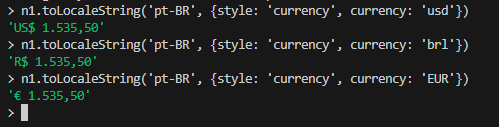 > n1.toLocaleString('pt-BR', {style: 'currency', currency: 'usd'})
'US$ 1.535,50'
> n1.toLocaleString('pt-BR', {style: 'currency', currency: 'brl'})
'R$ 1.535,50'
> n1.toLocaleString('pt-BR', {style: 'currency', currency: 'EUR'})
'€ 1.535,50'
>